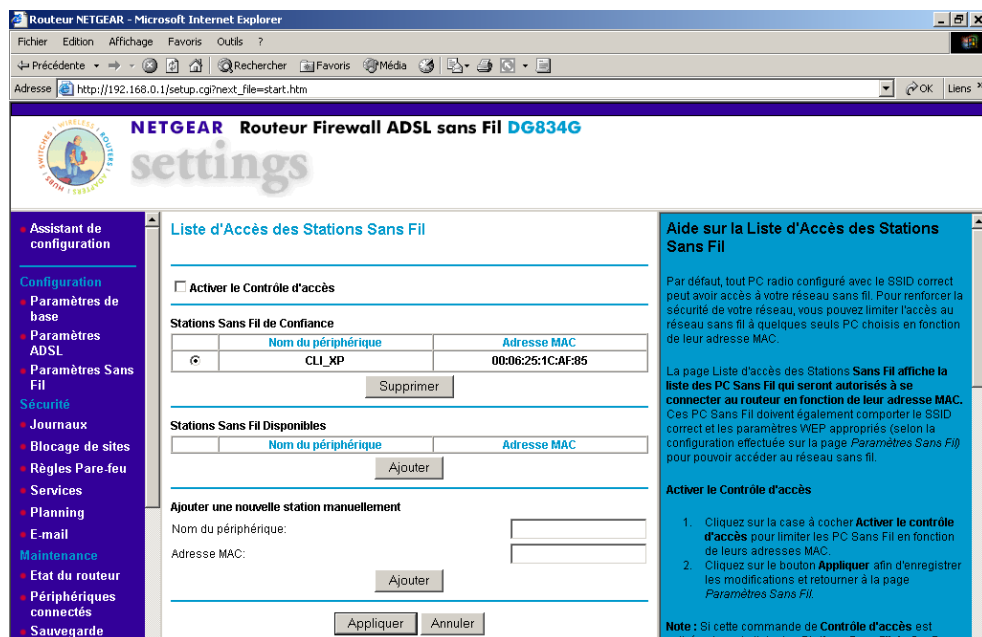 Routeur NETGEAR - Microsoft Internet Explorer
Fichier Edition Affichage Favoris Outils ?
Précédente Rechercher Favoris Média
Adresse http://192.168.0.1/setup.cgi?next_file=start.htm OK Liens »
WIRELESS ROUTERS ADAPTERS HUBS SWITCHES
NETGEAR Routeur Firewall ADSL sans Fil DG834G
settings
Assistant de
configuration
Configuration
Paramètres de
base
Paramètres
ADSL
Paramètres Sans
Fil
Sécurité
Journaux
Blocage de sites
Règles Pare-feu
Services
Planning
E-mail
Maintenance
Etat du routeur
Périphériques
connectés
Sauvegarde
Liste d'Accès des Stations Sans Fil
Activer le Contrôle d'accès
Stations Sans Fil de Confiance
Nom du périphérique Adresse MAC
CLI_XP 00:06:25:1C:AF:85
Supprimer
Stations Sans Fil Disponibles
Nom du périphérique Adresse MAC
Ajouter
Ajouter une nouvelle station manuellement
Nom du périphérique:
Adresse MAC:
Ajouter
Appliquer Annuler
Aide sur la Liste d'Accès des Stations
Sans Fil
Par défaut, tout PC radio configuré avec le SSID correct
peut avoir accès à votre réseau sans fil. Pour renforcer la
sécurité de votre réseau, vous pouvez limiter l'accès au
réseau sans fil à quelques seuls PC choisis en fonction
de leur adresse MAC.
La page Liste d'accès des Stations Sans Fil affiche la
liste des PC Sans Fil qui seront autorisés à se
connecter au routeur en fonction de leur adresse MAC.
Ces PC Sans Fil doivent également comporter le SSID
correct et les paramètres WEP appropriés (selon la
configuration effectuée sur la page Paramètres Sans Fil)
pour pouvoir accéder au réseau sans fil.
Activer le Contrôle d'accès
1. Cliquez sur la case à cocher Activer le contrôle
d'accès pour limiter les PC Sans Fil en fonction
de leurs adresses MAC.
2. Cliquez sur le bouton Appliquer afin d'enregistrer
les modifications et retourner à la page
Paramètres Sans Fil.
Note : Si cette commande de Contrôle d'accès est